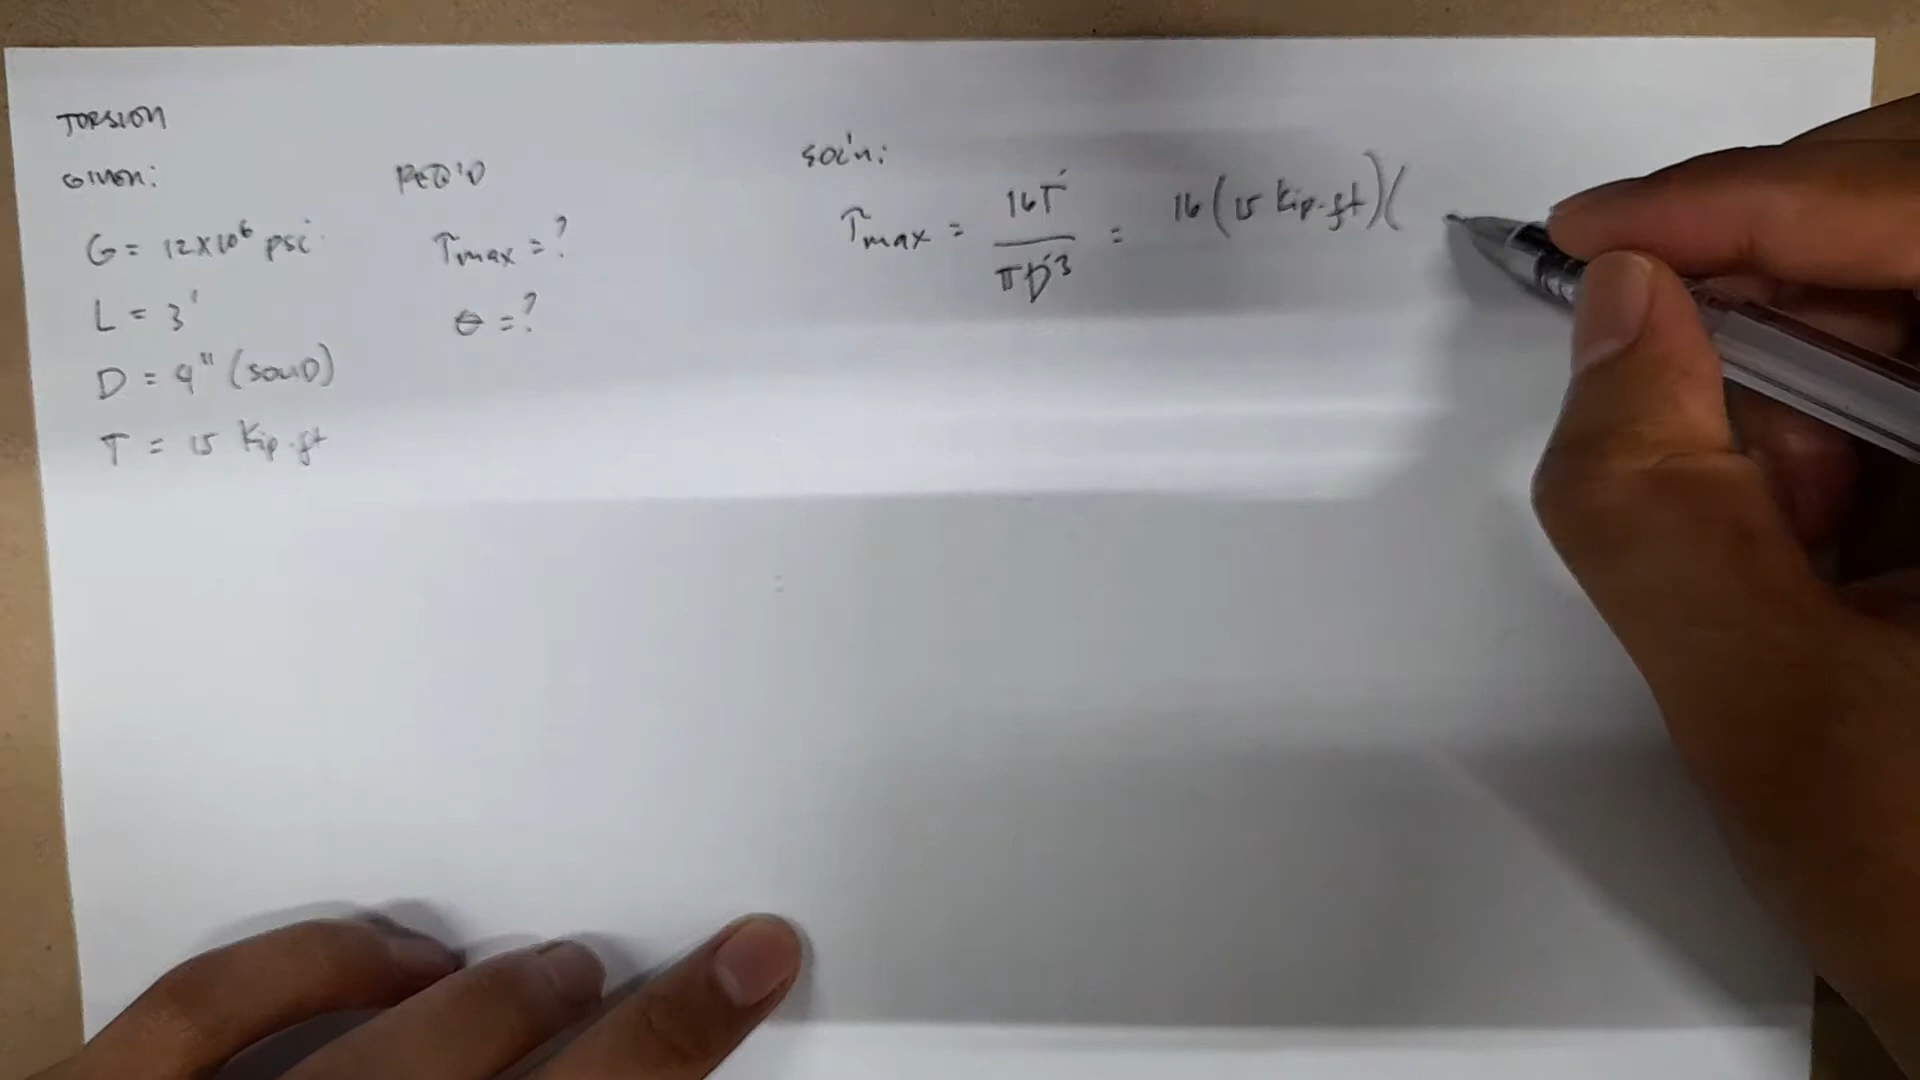 TORSION
GIVEN:
G = 12x10⁶ psi
L = 3'
D = 4" (SOLID)
T = 15 kip.ft
REQ'D
τmax = ?
θ = ?
SOL'N:
τmax = 16T / πD³ = 16 (15 kip.ft)(